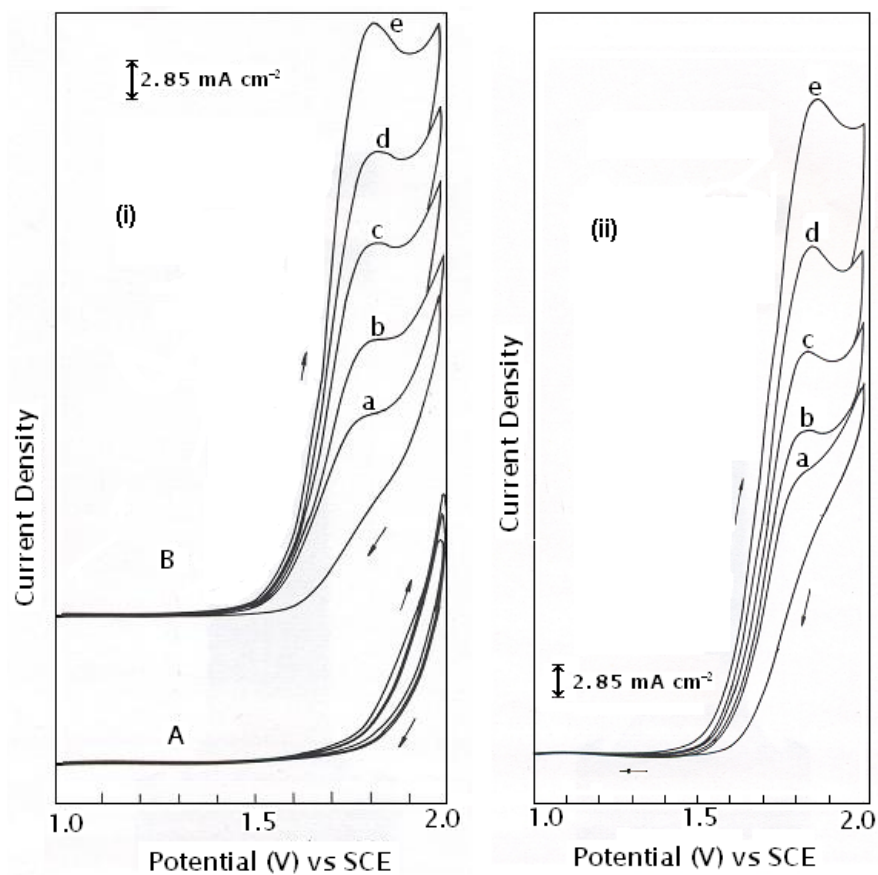 2.85 mA cm⁻²
(i)
e
d
c
b
a
B
A
Current Density
1.0 1.5 2.0
Potential (V) vs SCE
(ii)
e
d
c
b
a
2.85 mA cm⁻²
Current Density
1.0 1.5 2.0
Potential (V) vs SCE